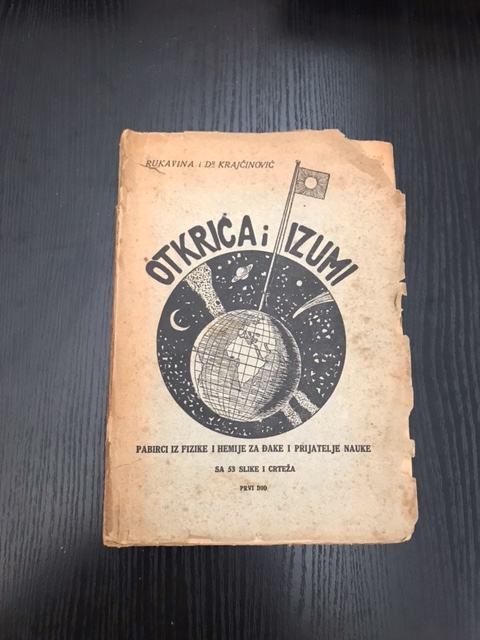 RUKAVINA i Dr KRAJČINOVIĆ
OTKRIĆA i IZUMI
PABIRCI IZ FIZIKE I HEMIJE ZA ĐAKE I PRIJATELJE NAUKE
SA 53 SLIKE I CRTEŽA
PRVI DIO